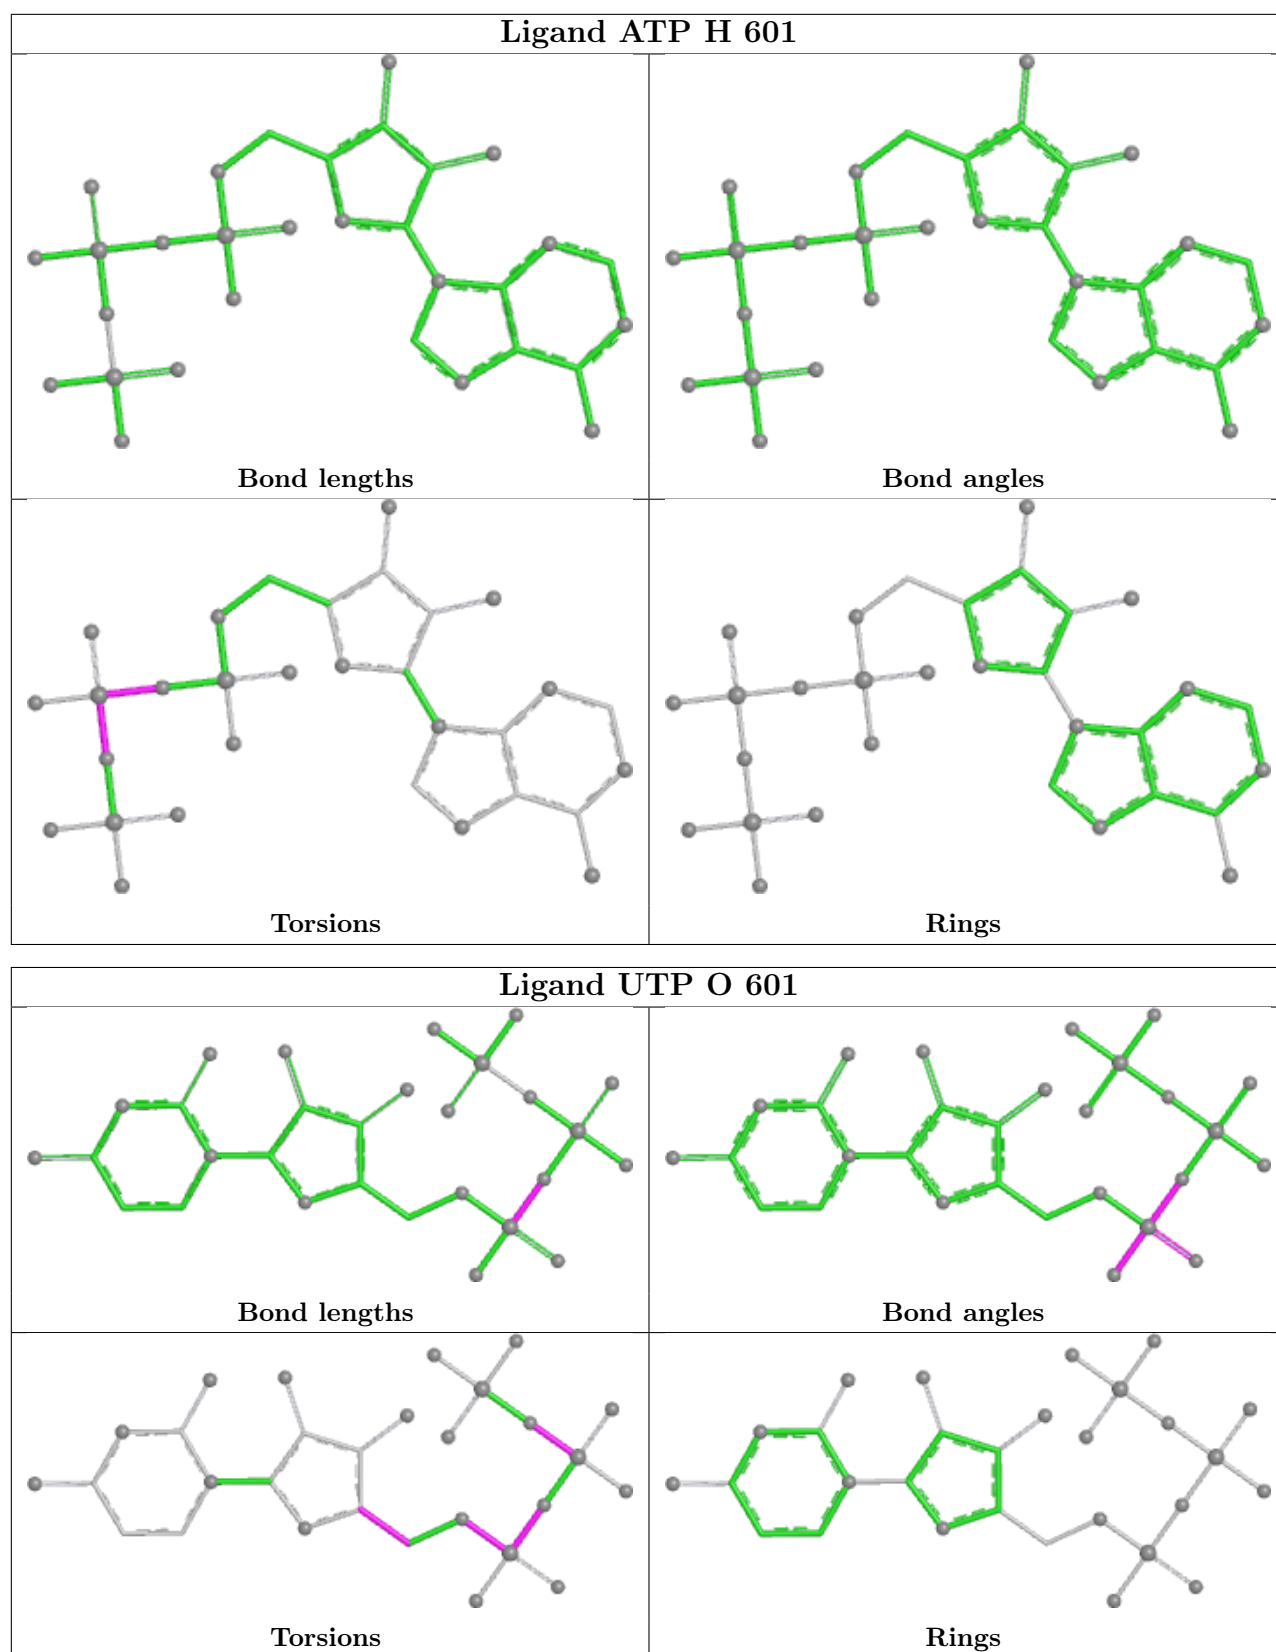 Ligand ATP H 601
Bond lengths
Bond angles
Torsions
Rings
Ligand UTP O 601
Bond lengths
Bond angles
Torsions
Rings